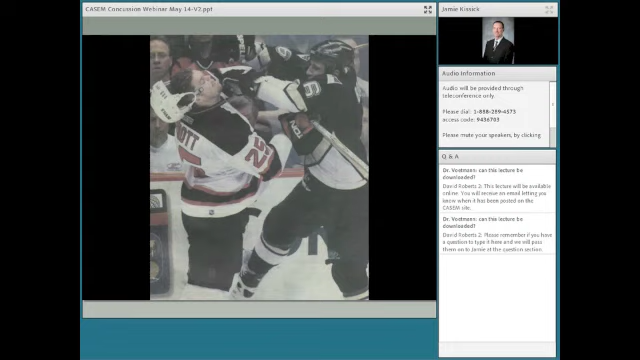 CASEM Concussion Webinar May 14-V2.ppt
Jamie Kissick
Audio Information
Audio will be provided through
teleconference only.
Please dial: 1-888-289-4573
access code: 9436703
Please mute your speakers, by clicking
Q & A
Dr. Vostmann: can this lecture be
downloaded?
David Roberts 2: This lecture will be available
online. You will receive an email letting you
know when it has been posted on the
CASEM site.
Dr. Vostmann: can this lecture be
downloaded?
David Roberts 2: Please remember if you have
a question to type it here and we will pass
them on to Jamie at the question section.
OTT
25
5